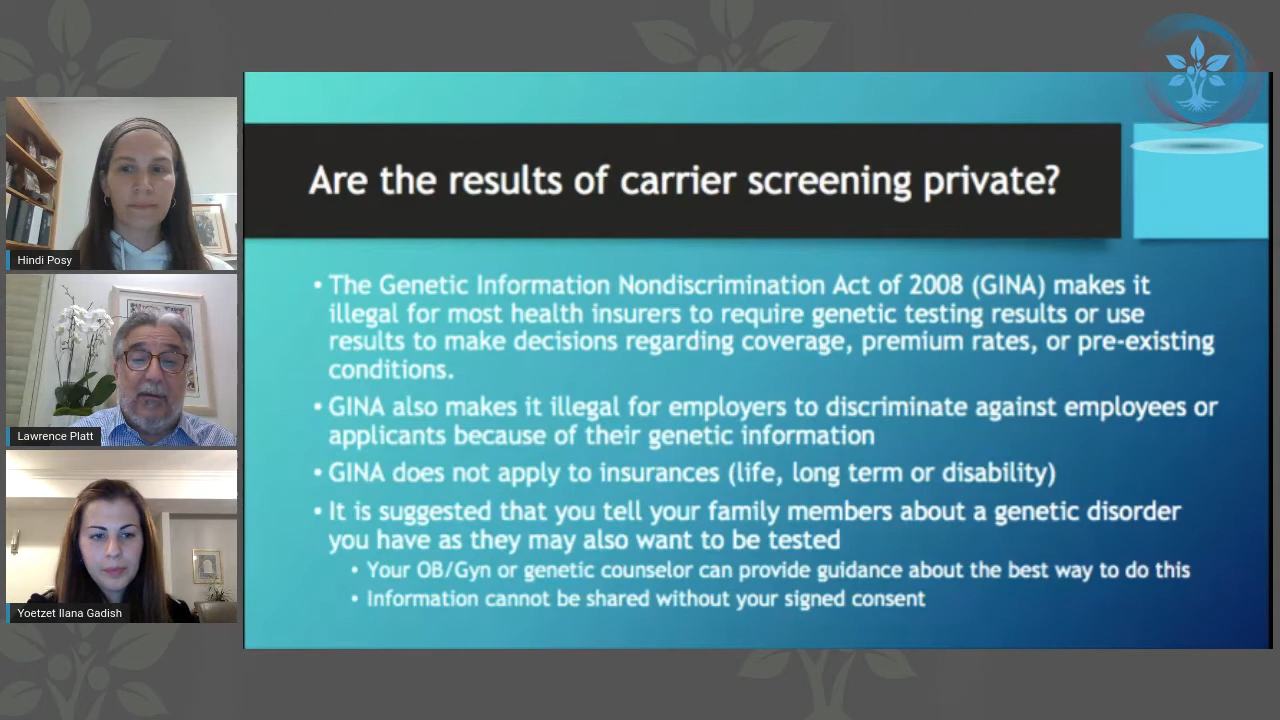 Are the results of carrier screening private?
• The Genetic Information Nondiscrimination Act of 2008 (GINA) makes it
illegal for most health insurers to require genetic testing results or use
results to make decisions regarding coverage, premium rates, or pre-existing
conditions.
• GINA also makes it illegal for employers to discriminate against employees or
applicants because of their genetic information
• GINA does not apply to insurances (life, long term or disability)
• It is suggested that you tell your family members about a genetic disorder
you have as they may also want to be tested
• Your OB/Gyn or genetic counselor can provide guidance about the best way to do this
• Information cannot be shared without your signed consent
Hindi Posy
Lawrence Platt
Yoetzet Ilana Gadish